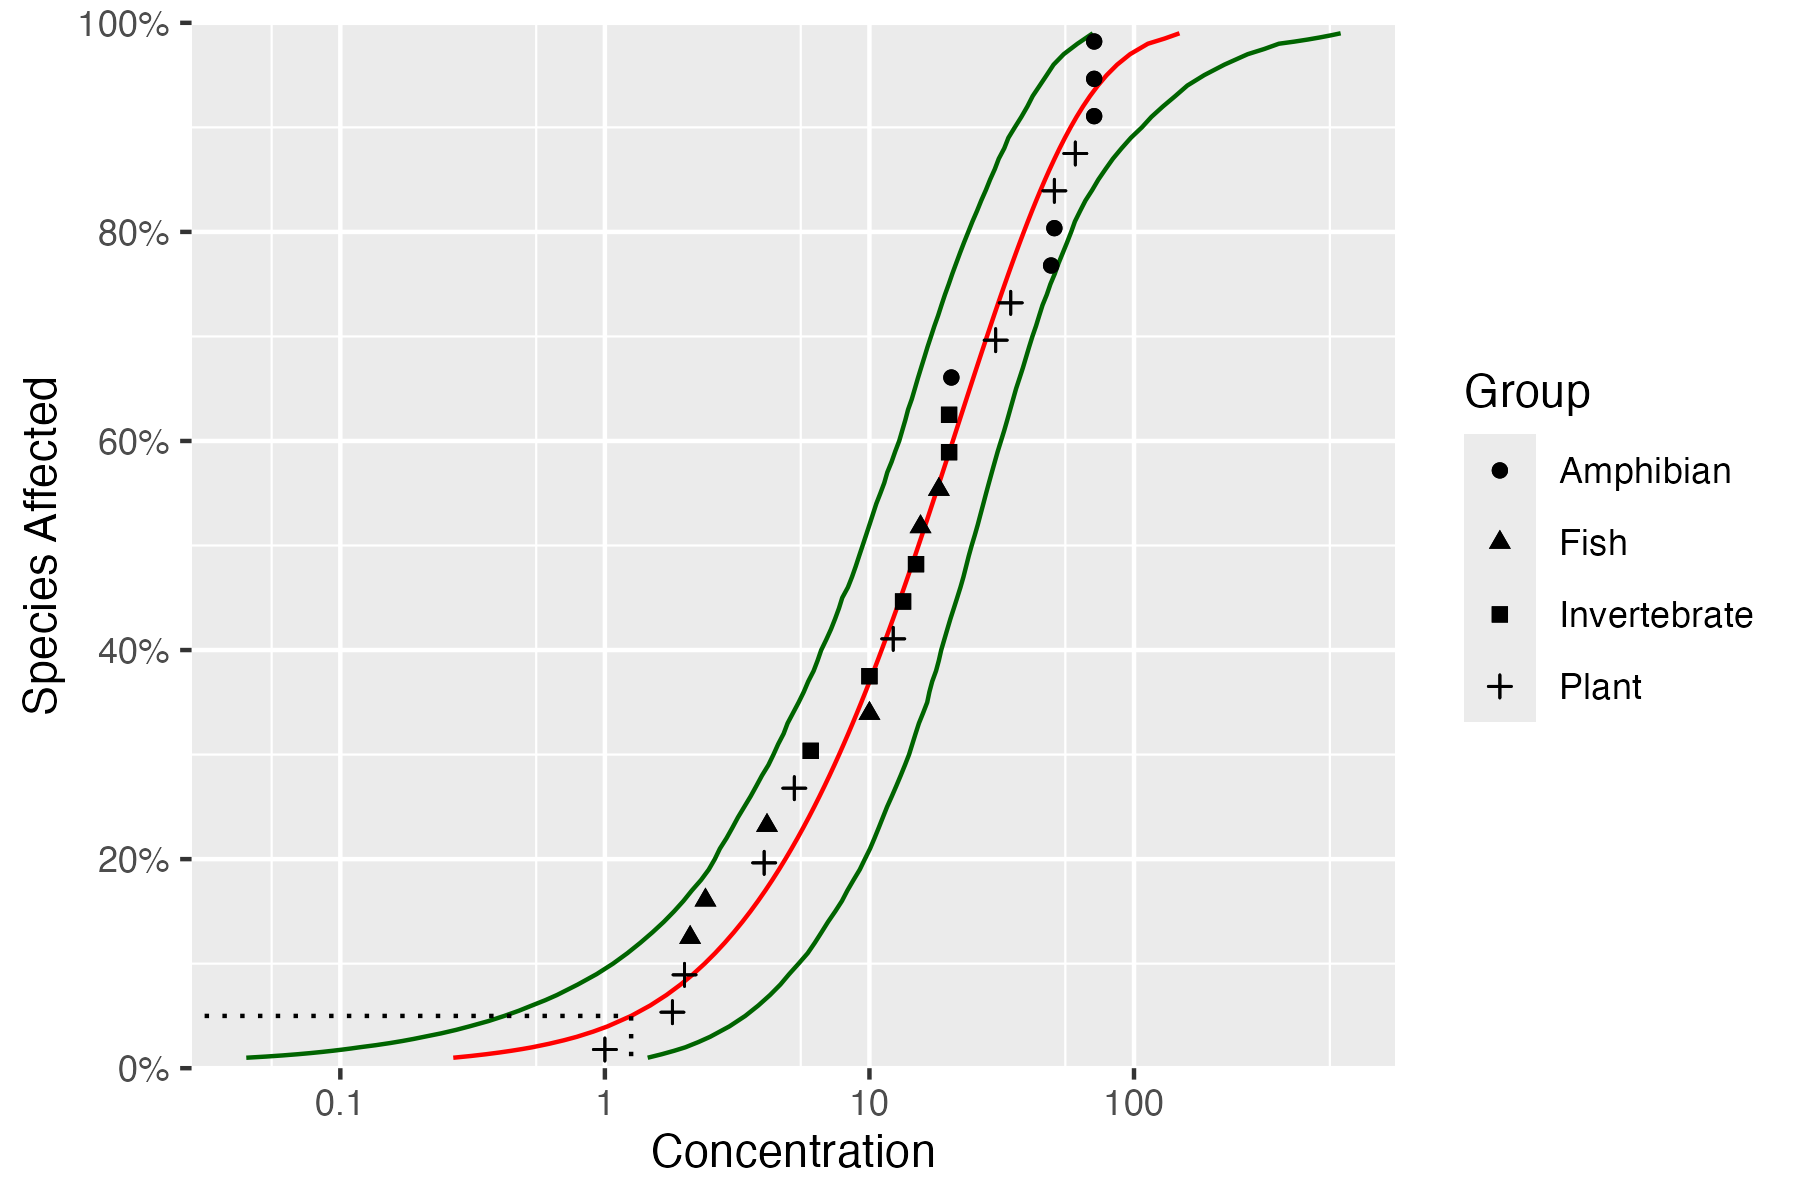 100%
80%
60%
40%
20%
0%
Species Affected
0.1 1 10 100
Concentration
Group
Amphibian
Fish
Invertebrate
Plant